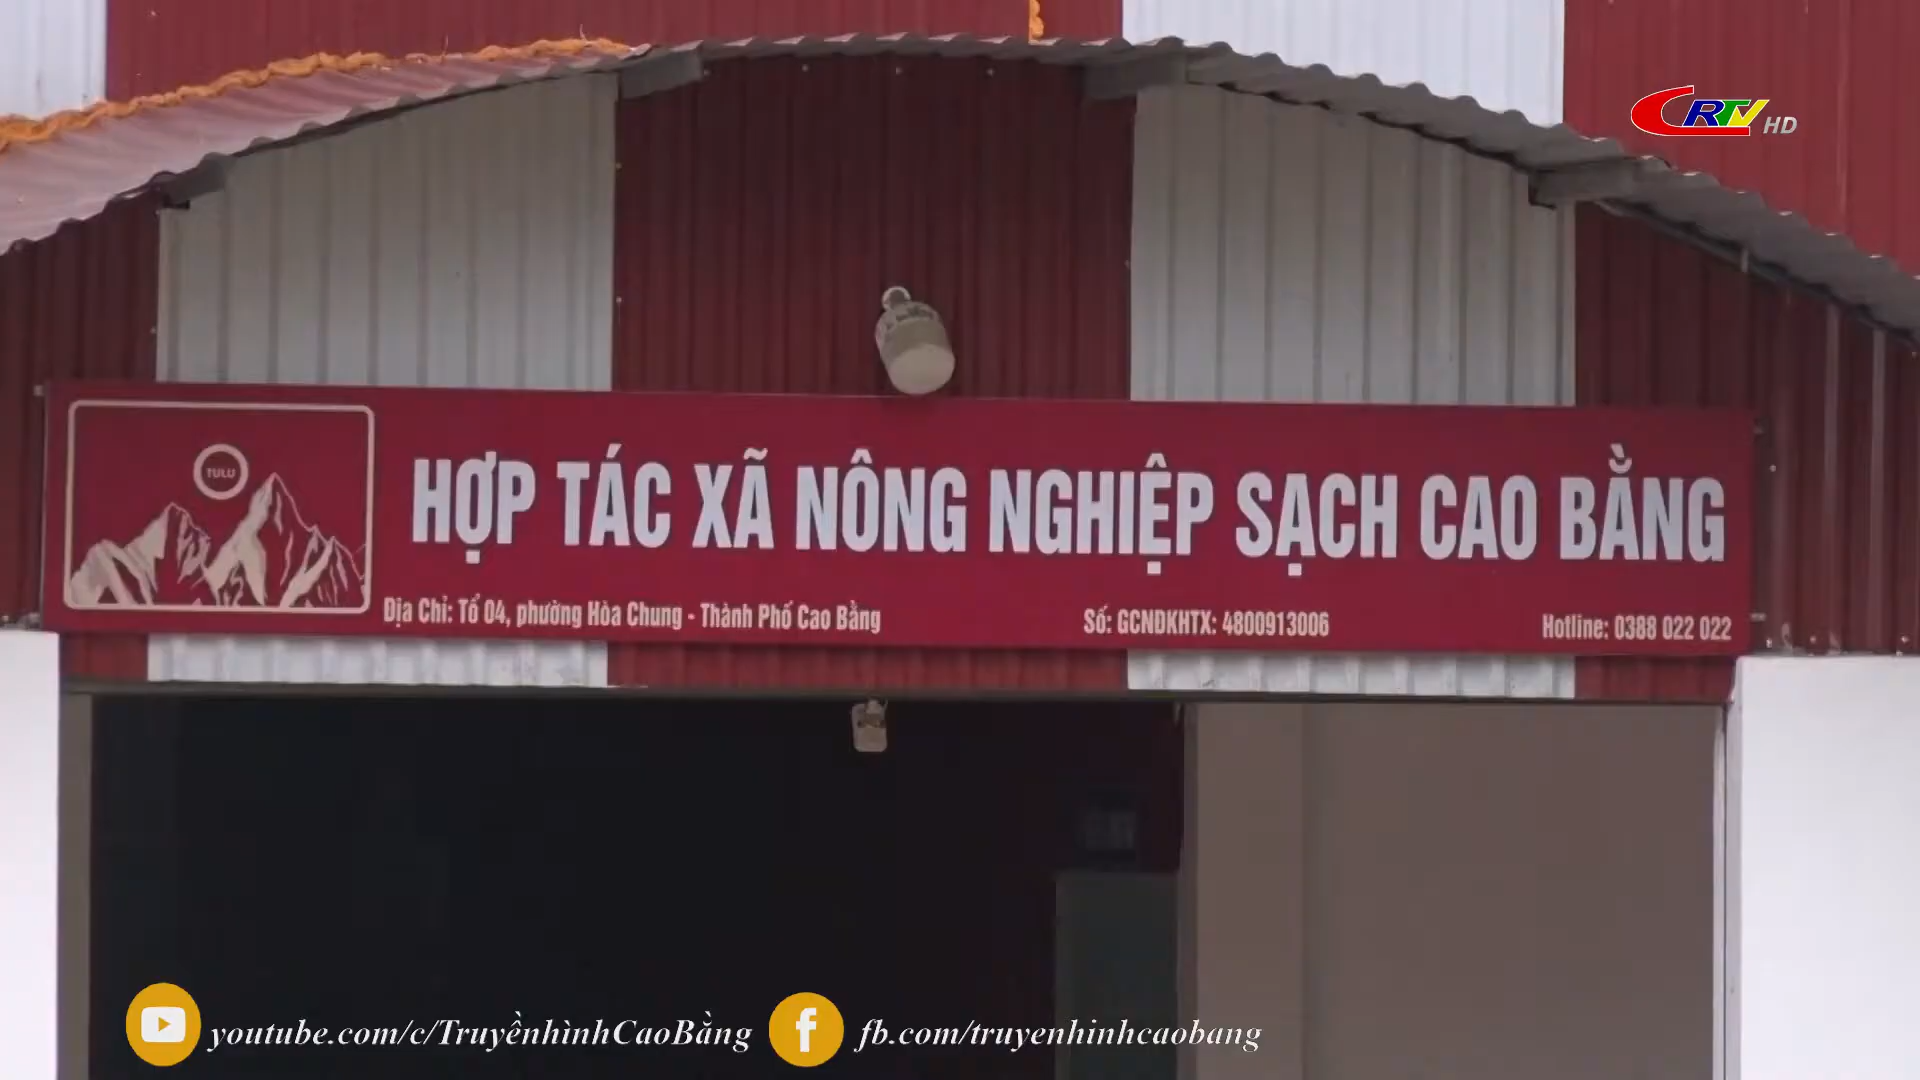 CRTV HD
TULU
HỢP TÁC XÃ NÔNG NGHIỆP SẠCH CAO BẰNG
Địa Chỉ: Tổ 04, phường Hòa Chung - Thành Phố Cao Bằng
Số: GCNĐKHTX: 4800913006
Hotline: 0388 022 022
youtube.com/c/TruyềnhìnhCaoBằng
fb.com/truyenhinhcaobang